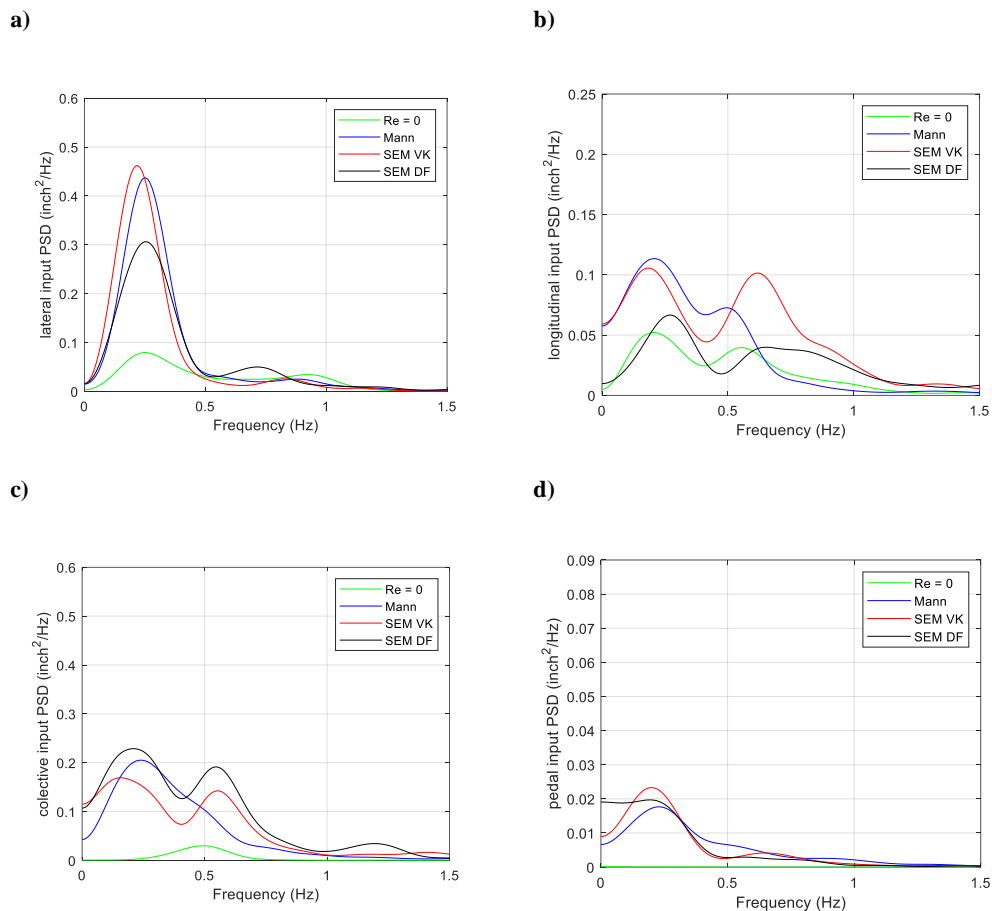 a)
lateral input PSD (inch²/Hz)
0.6
0.5
0.4
0.3
0.2
0.1
0
0 0.5 1 1.5
Frequency (Hz)
Re = 0
Mann
SEM VK
SEM DF
b)
longitudinal input PSD (inch²/Hz)
0.25
0.2
0.15
0.1
0.05
0
0 0.5 1 1.5
Frequency (Hz)
Re = 0
Mann
SEM VK
SEM DF
c)
colective input PSD (inch²/Hz)
0.6
0.5
0.4
0.3
0.2
0.1
0
0 0.5 1 1.5
Frequency (Hz)
Re = 0
Mann
SEM VK
SEM DF
d)
pedal input PSD (inch²/Hz)
0.09
0.08
0.07
0.06
0.05
0.04
0.03
0.02
0.01
0
0 0.5 1 1.5
Frequency (Hz)
Re = 0
Mann
SEM VK
SEM DF